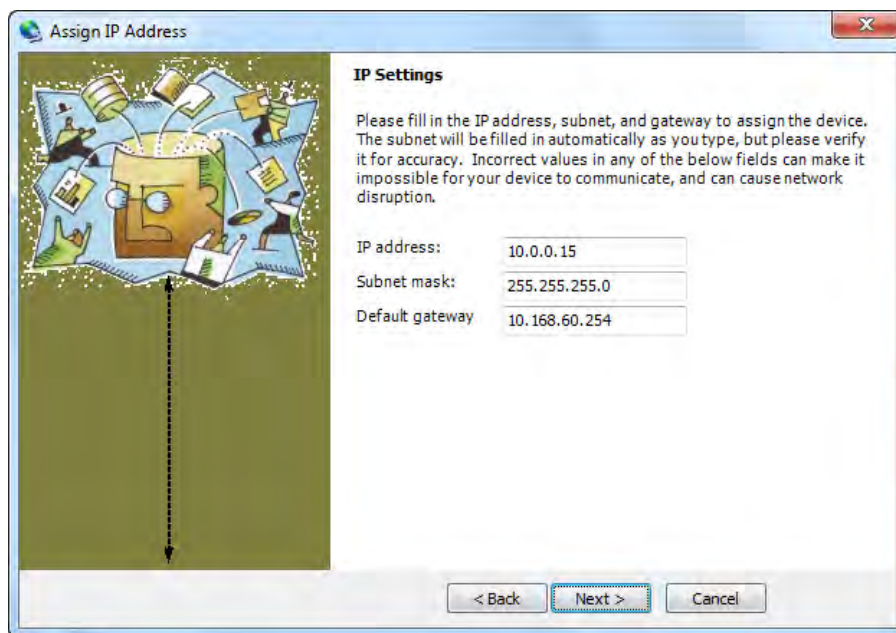 Assign IP Address
IP Settings
Please fill in the IP address, subnet, and gateway to assign the device.
The subnet will be filled in automatically as you type, but please verify
it for accuracy. Incorrect values in any of the below fields can make it
impossible for your device to communicate, and can cause network
disruption.
IP address: 10.0.0.15
Subnet mask: 255.255.255.0
Default gateway 10.168.60.254
< Back Next > Cancel